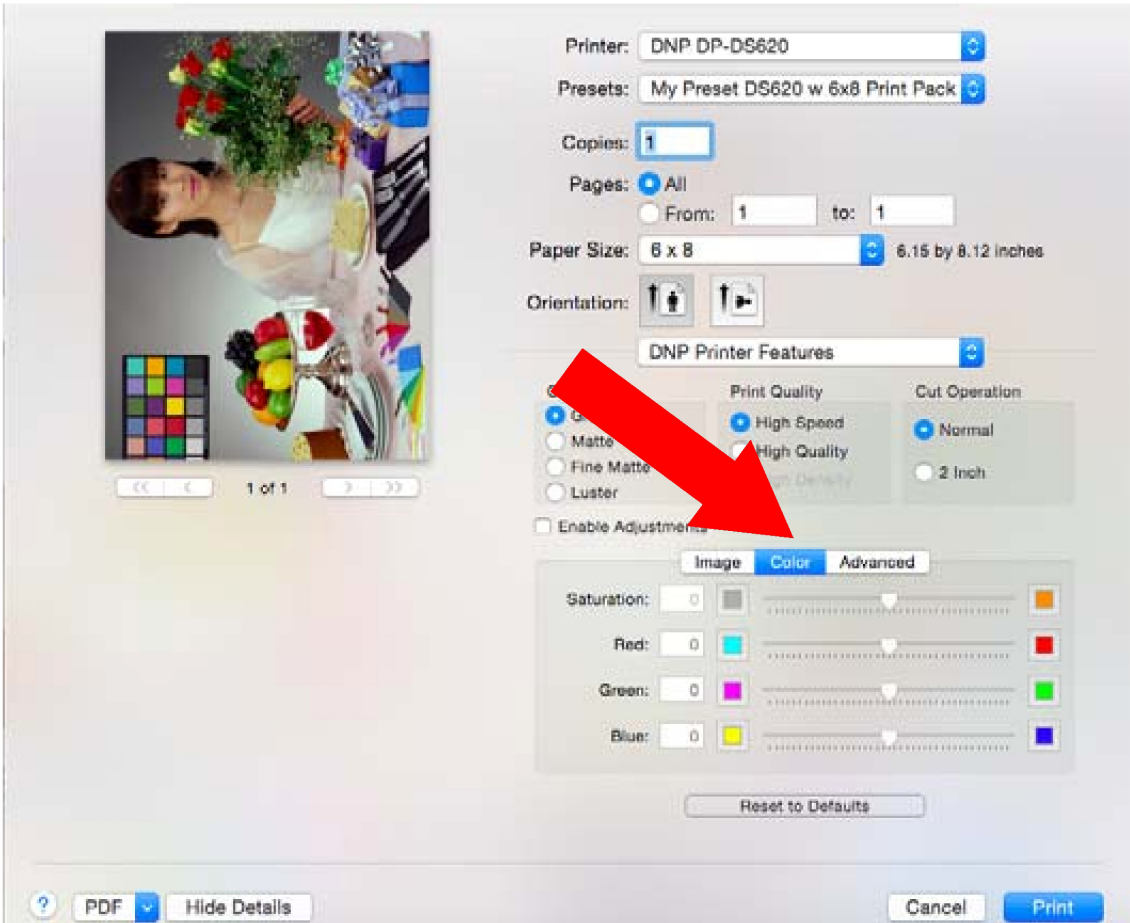 Printer: DNP DP-DS620
Presets: My Preset DS620 w 6x8 Print Pack
Copies: 1
Pages: All
From: 1 to: 1
Paper Size: 6 x 8 6.15 by 8.12 inches
Orientation:
DNP Printer Features
Print Quality Cut Operation
High Speed Normal
Matte High Quality
Fine Matte 2 Inch
Luster
1 of 1
Enable Adjustments
Image Color Advanced
Saturation: 0
Red: 0
Green: 0
Blue: 0
Reset to Defaults
? PDF Hide Details Cancel Print